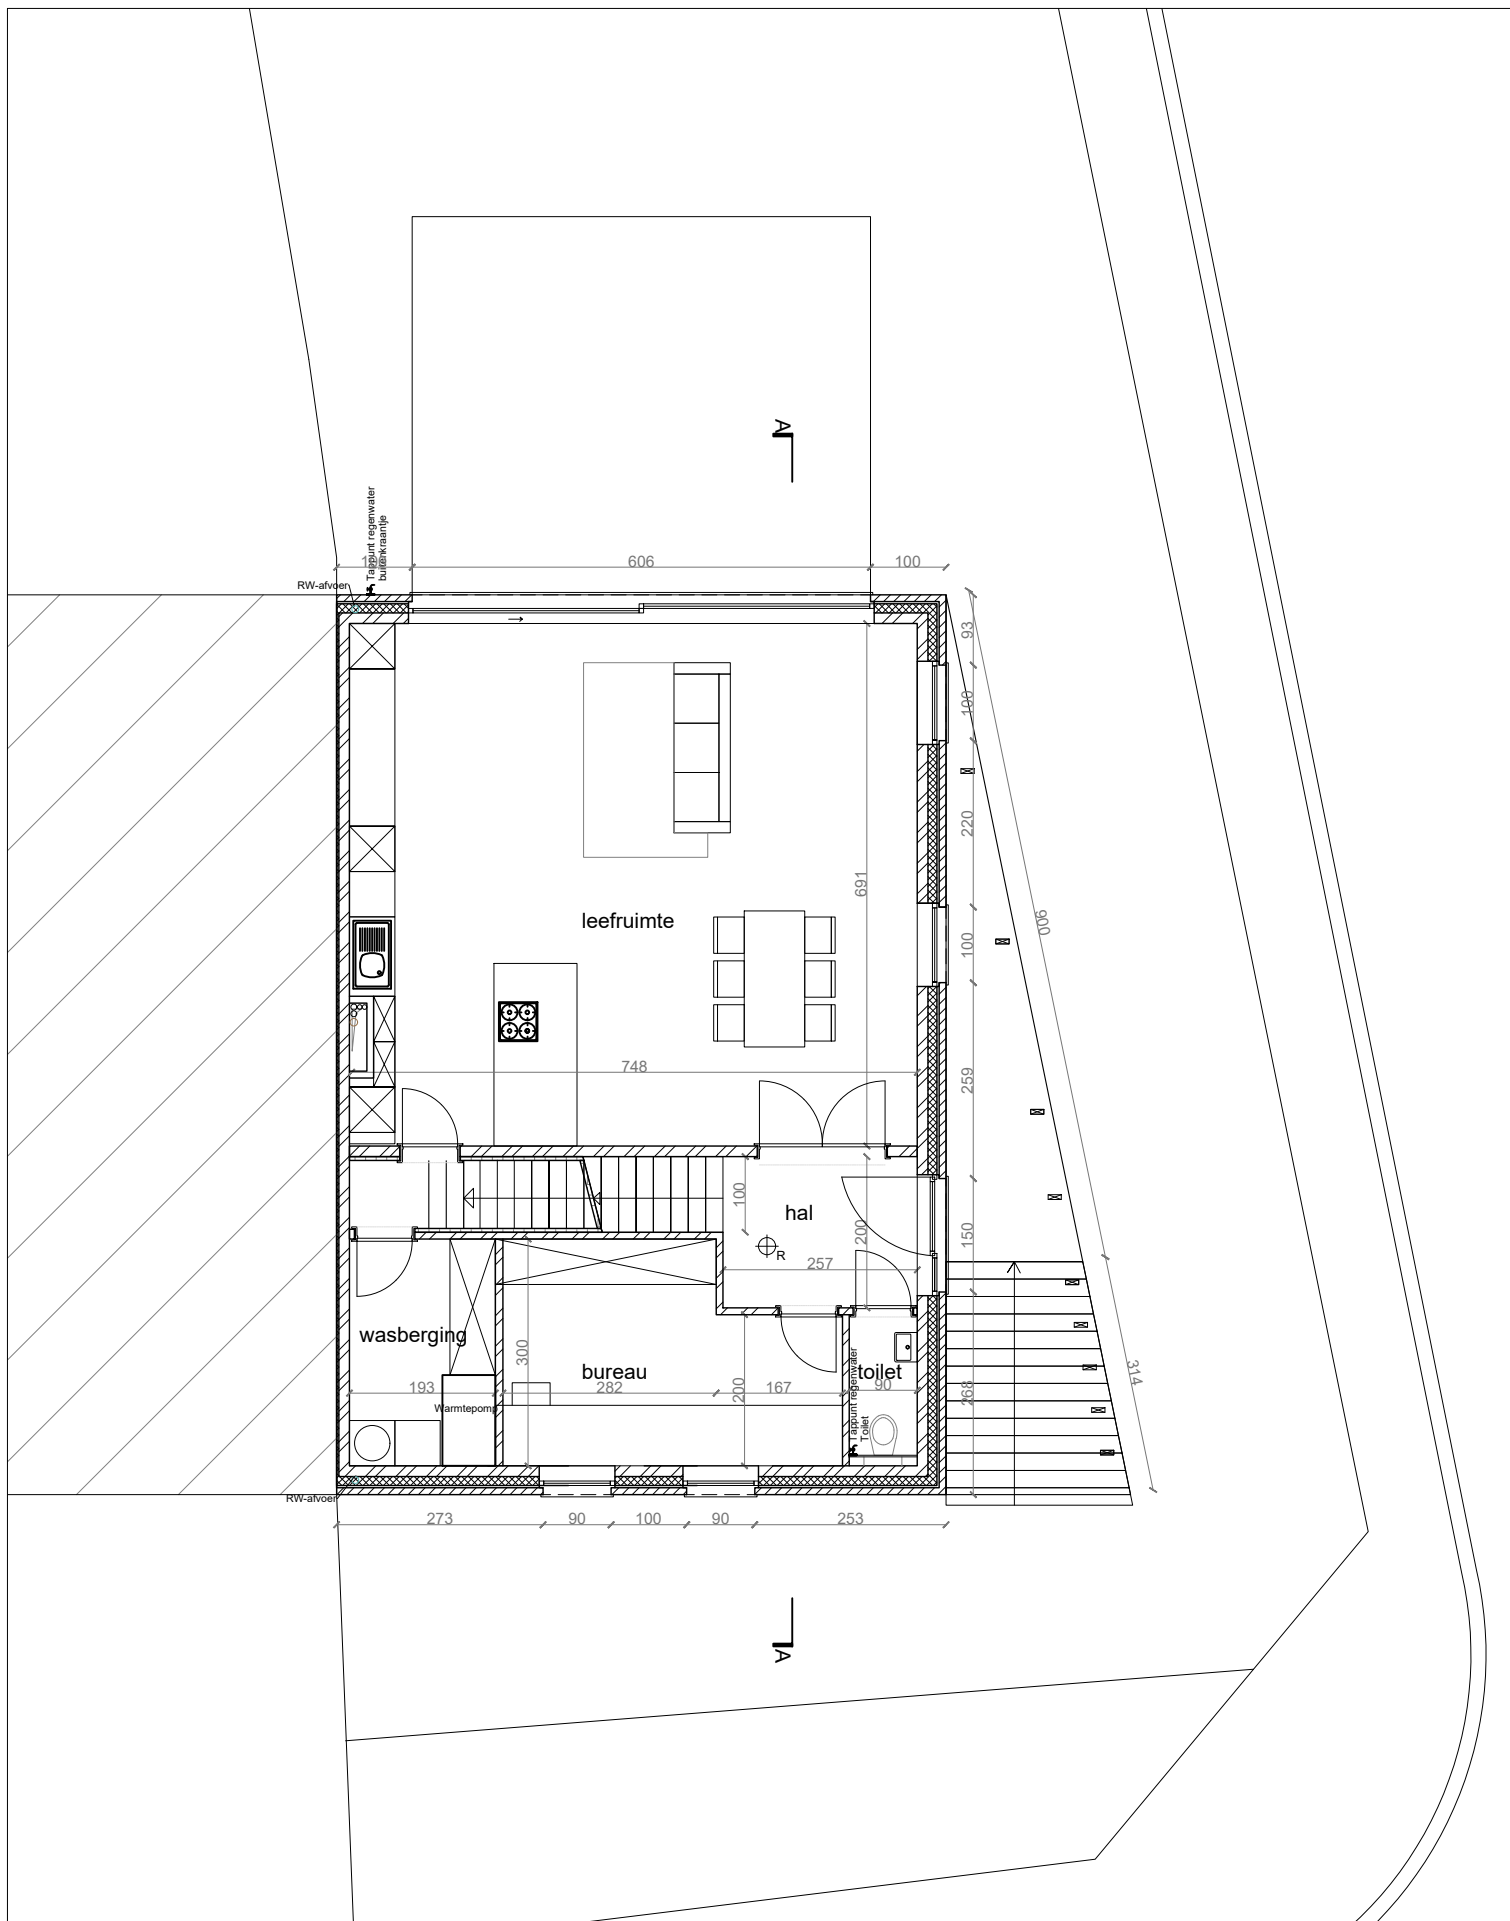 A
Tappunt regenwater
buitenkraantje
606
100
RW-afvoer
93
100
220
691
leefruimte
900
100
748
259
100
hal
200
R
150
257
wasberging
300
bureau
toilet
314
193
282
200
167
90
268
Warmtepomp
Tappunt regenwater
Toilet
RW-afvoer
273
90
100
90
253
A